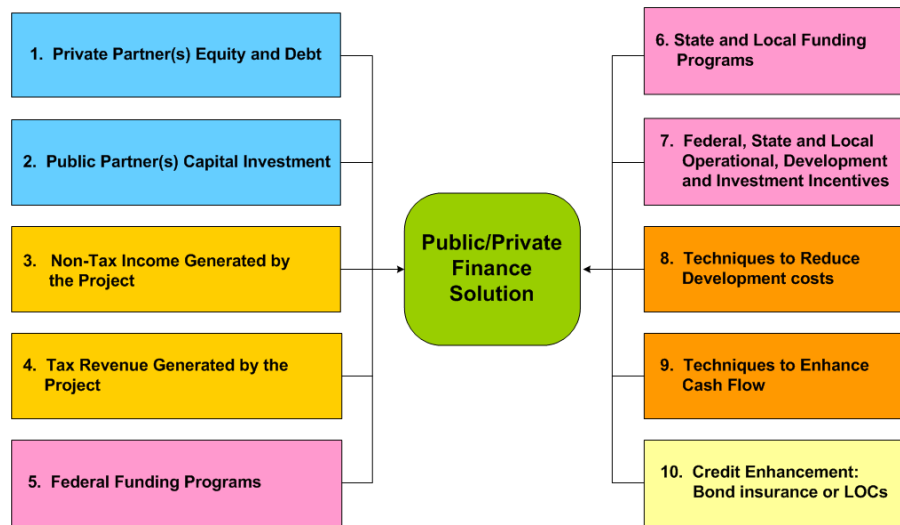 1. Private Partner(s) Equity and Debt
2. Public Partner(s) Capital Investment
3. Non-Tax Income Generated by
the Project
4. Tax Revenue Generated by the
Project
5. Federal Funding Programs
Public/Private
Finance
Solution
6. State and Local Funding
Programs
7. Federal, State and Local
Operational, Development
and Investment Incentives
8. Techniques to Reduce
Development costs
9. Techniques to Enhance
Cash Flow
10. Credit Enhancement:
Bond insurance or LOCs